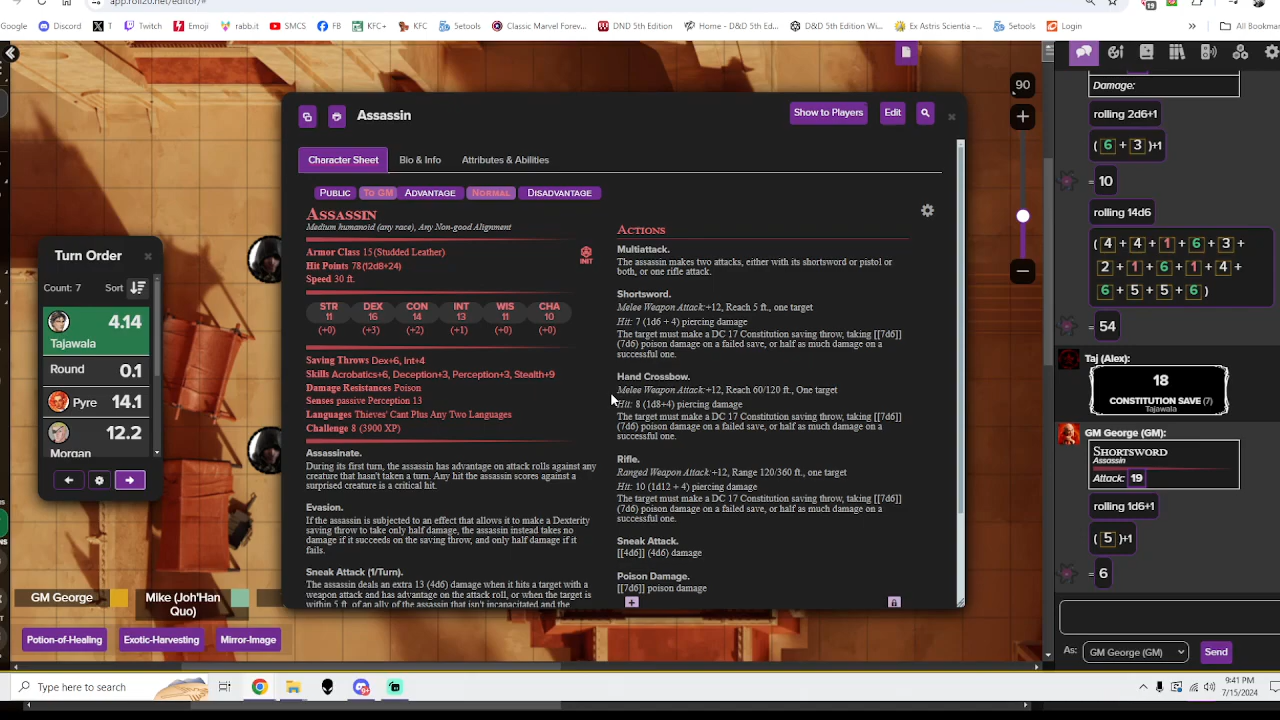 app.roll20.net/editor/#
Google
Discord
T
Twitch
Emoji
rabb.it
SMCS
FB
KFC+
KFC
5etools
Classic Marvel Forev...
DND 5th Edition
Home - D&D 5th Ed...
D&D 5th Edition Wi...
Ex Astris Scientia -...
5etools
Login
All Bookmar
Turn Order
Count: 7
Sort
4.14
Tajawala
Round
0.1
Pyre
14.1
12.2
Morgan
GM George
Mike (Joh'Han
Quo)
Potion-of-Healing
Exotic-Harvesting
Mirror-Image
Assassin
Show to Players
Edit
Character Sheet
Bio & Info
Attributes & Abilities
PUBLIC
TO GM
ADVANTAGE
NORMAL
DISADVANTAGE
ASSASSIN
Medium humanoid (any race), Any Non-good Alignment
Armor Class 15 (Studded Leather)
Hit Points 78 (12d8+24)
Speed 30 ft.
INIT
STR DEX CON INT WIS CHA
11 16 14 13 11 10
(+0) (+3) (+2) (+1) (+0) (+0)
Saving Throws Dex+6, Int+4
Skills Acrobatics+6, Deception+3, Perception+3, Stealth+9
Damage Resistances Poison
Senses passive Perception 13
Languages Thieves' Cant Plus Any Two Languages
Challenge 8 (3900 XP)
Assassinate.
During its first turn, the assassin has advantage on attack rolls against any
creature that hasn't taken a turn. Any hit the assassin scores against a
surprised creature is a critical hit.
Evasion.
If the assassin is subjected to an effect that allows it to make a Dexterity
saving throw to take only half damage, the assassin instead takes no
damage if it succeeds on the saving throw, and only half damage if it
fails.
Sneak Attack (1/Turn).
The assassin deals an extra 13 (4d6) damage when it hits a target with a
weapon attack and has advantage on the attack roll, or when the target is
within 5 ft. of an ally of the assassin that isn't incapacitated and the
ACTIONS
Multiattack.
The assassin makes two attacks, either with its shortsword or pistol or
both, or one rifle attack.
Shortsword.
Melee Weapon Attack: +12, Reach 5 ft., one target
Hit: 7 (1d6 + 4) piercing damage
The target must make a DC 17 Constitution saving throw, taking [[7d6]]
(7d6) poison damage on a failed save, or half as much damage on a
successful one.
Hand Crossbow.
Melee Weapon Attack: +12, Reach 60/120 ft., One target
Hit: 8 (1d8+4) piercing damage
The target must make a DC 17 Constitution saving throw, taking [[7d6]]
(7d6) poison damage on a failed save, or half as much damage on a
successful one.
Rifle.
Ranged Weapon Attack: +12, Range 120/360 ft., one target
Hit: 10 (1d12 + 4) piercing damage
The target must make a DC 17 Constitution saving throw, taking [[7d6]]
(7d6) poison damage on a failed save, or half as much damage on a
successful one.
Sneak Attack.
[[4d6]] (4d6) damage
Poison Damage.
[[7d6]] poison damage
90
Damage:
rolling 2d6+1
(6 + 3)+1
= 10
rolling 14d6
(4 + 4 + 1 + 6 + 3 +
2 + 1 + 6 + 1 + 4 +
6 + 5 + 5 + 6)
= 54
Taj (Alex):
18
CONSTITUTION SAVE (7)
Tajawala
GM George (GM):
SHORTSWORD
Attack: 19
rolling 1d6+1
(5)+1
= 6
As:
GM George (GM)
Send
Type here to search
9:41 PM
7/15/2024